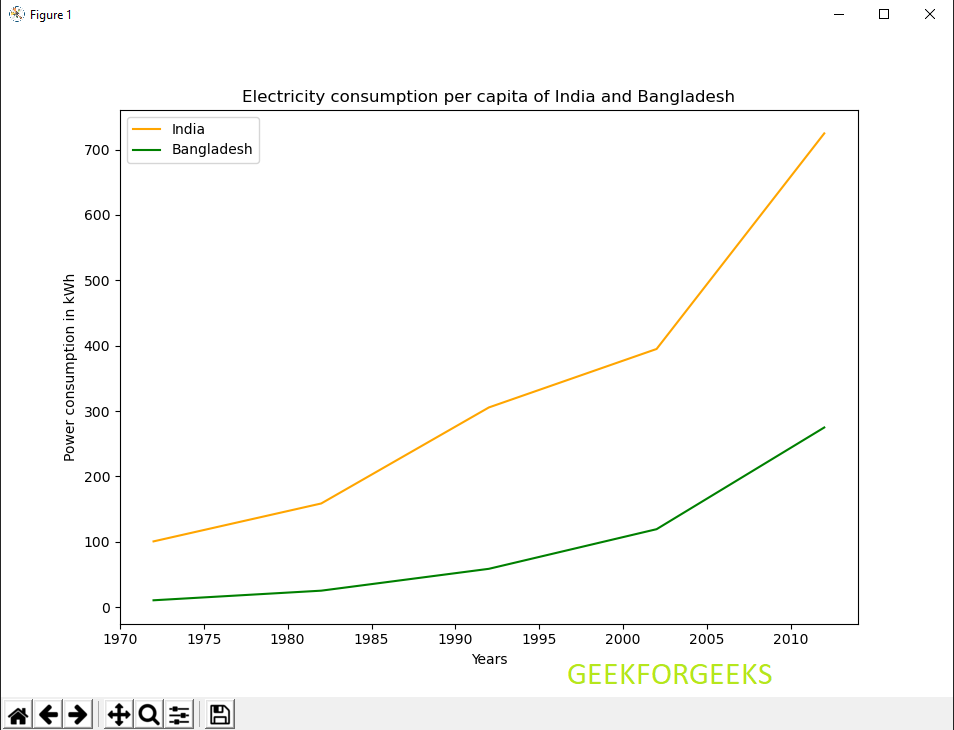 Figure 1
Electricity consumption per capita of India and Bangladesh
India
Bangladesh
700
600
500
400
300
200
100
0
Power consumption in kWh
1970 1975 1980 1985 1990 1995 2000 2005 2010
Years
GEEKFORGEEKS